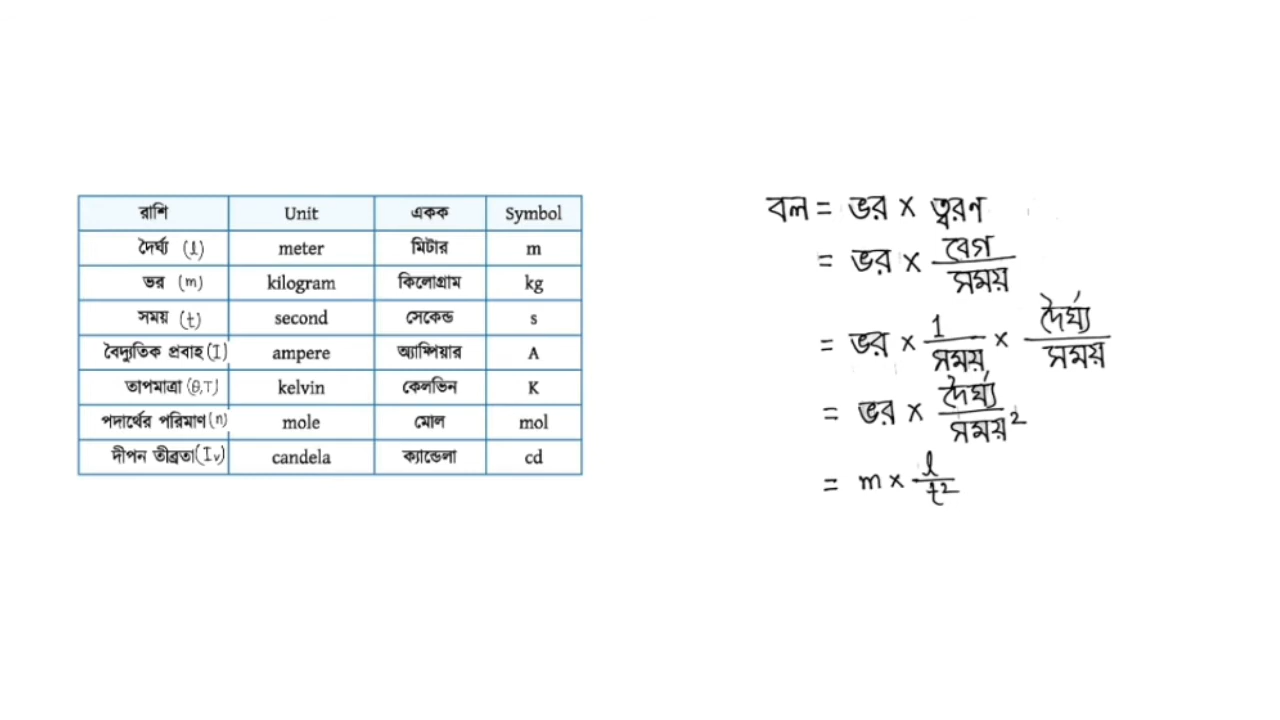 রাশি Unit একক Symbol
দৈর্ঘ্য (l) meter মিটার m
ভর (m) kilogram কিলোগ্রাম kg
সময় (t) second সেকেন্ড s
বৈদ্যুতিক প্রবাহ (I) ampere অ্যাম্পিয়ার A
তাপমাত্রা (θ,T) kelvin কেলভিন K
পদার্থের পরিমাণ (n) mole মোল mol
দীপন তীব্রতা (Iv) candela ক্যান্ডেলা cd
বল = ভর × ত্বরণ
= ভর × বেগ/সময়
= ভর × 1/সময় × দৈর্ঘ্য/সময়
= ভর × দৈর্ঘ্য/সময়²
= m × l/t²